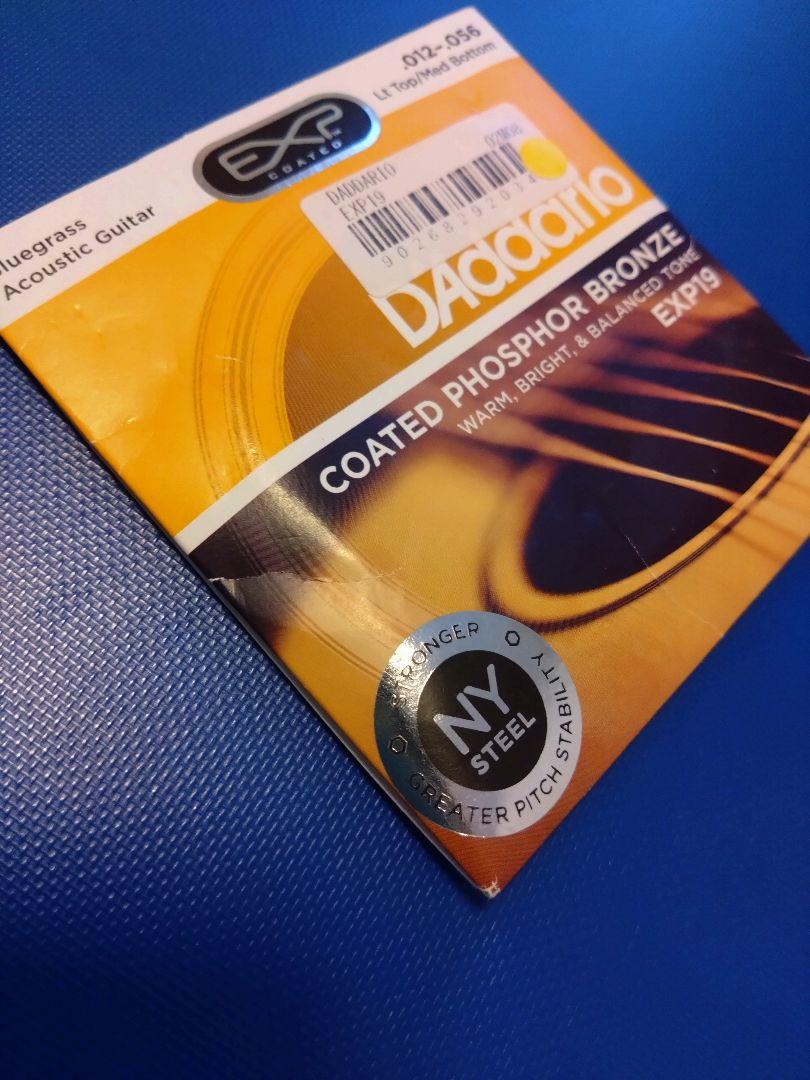 .012-.056
Lt Top/Med Bottom
EXP
COATED
luegrass
Acoustic Guitar
DADDARIO
EXP19
D'Addario
COATED PHOSPHOR BRONZE
WARM, BRIGHT, & BALANCED TONE
EXP19
STRONGER
GREATER PITCH STABILITY
NY
STEEL